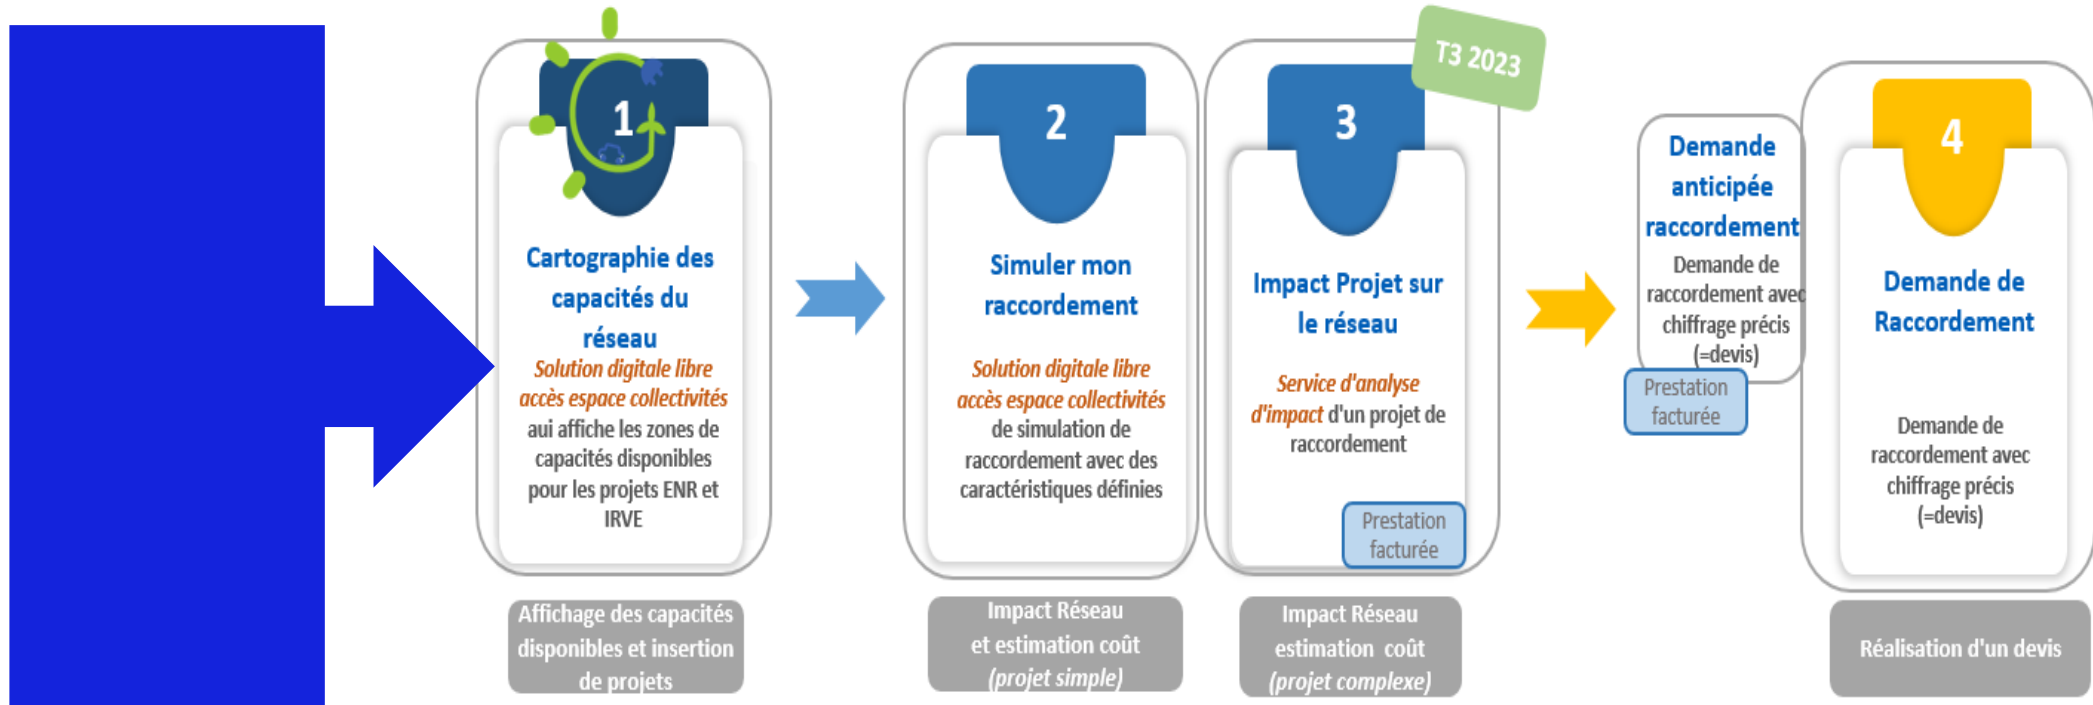 1
Cartographie des
capacités du
réseau
Solution digitale libre
accès espace collectivités
aui affiche les zones de
capacités disponibles
pour les projets ENR et
IRVE
Affichage des capacités
disponibles et insertion
de projets
2
Simuler mon
raccordement
Solution digitale libre
accès espace collectivités
de simulation de
raccordement avec des
caractéristiques définies
Impact Réseau
et estimation coût
(projet simple)
T3 2023
3
Impact Projet sur
le réseau
Service d'analyse
d'impact d'un projet de
raccordement
Prestation
facturée
Impact Réseau
estimation coût
(projet complexe)
Demande
anticipée
raccordement
Demande de
raccordement avec
chiffrage précis
(=devis)
Prestation
facturée
4
Demande de
Raccordement
Demande de
raccordement avec
chiffrage précis
(=devis)
Réalisation d'un devis